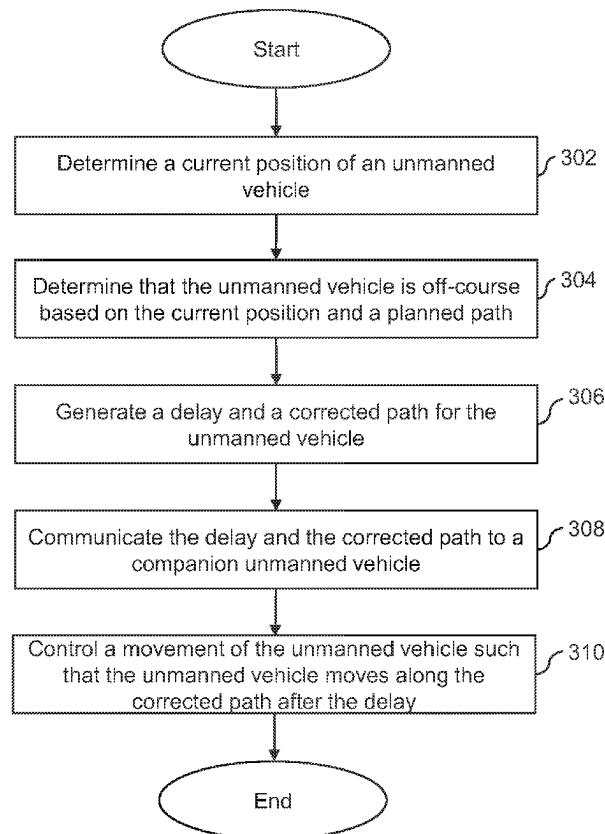 Start
Determine a current position of an unmanned
vehicle
302
Determine that the unmanned vehicle is off-course
based on the current position and a planned path
304
Generate a delay and a corrected path for the
unmanned vehicle
306
Communicate the delay and the corrected path to a
companion unmanned vehicle
308
Control a movement of the unmanned vehicle such
that the unmanned vehicle moves along the
corrected path after the delay
310
End